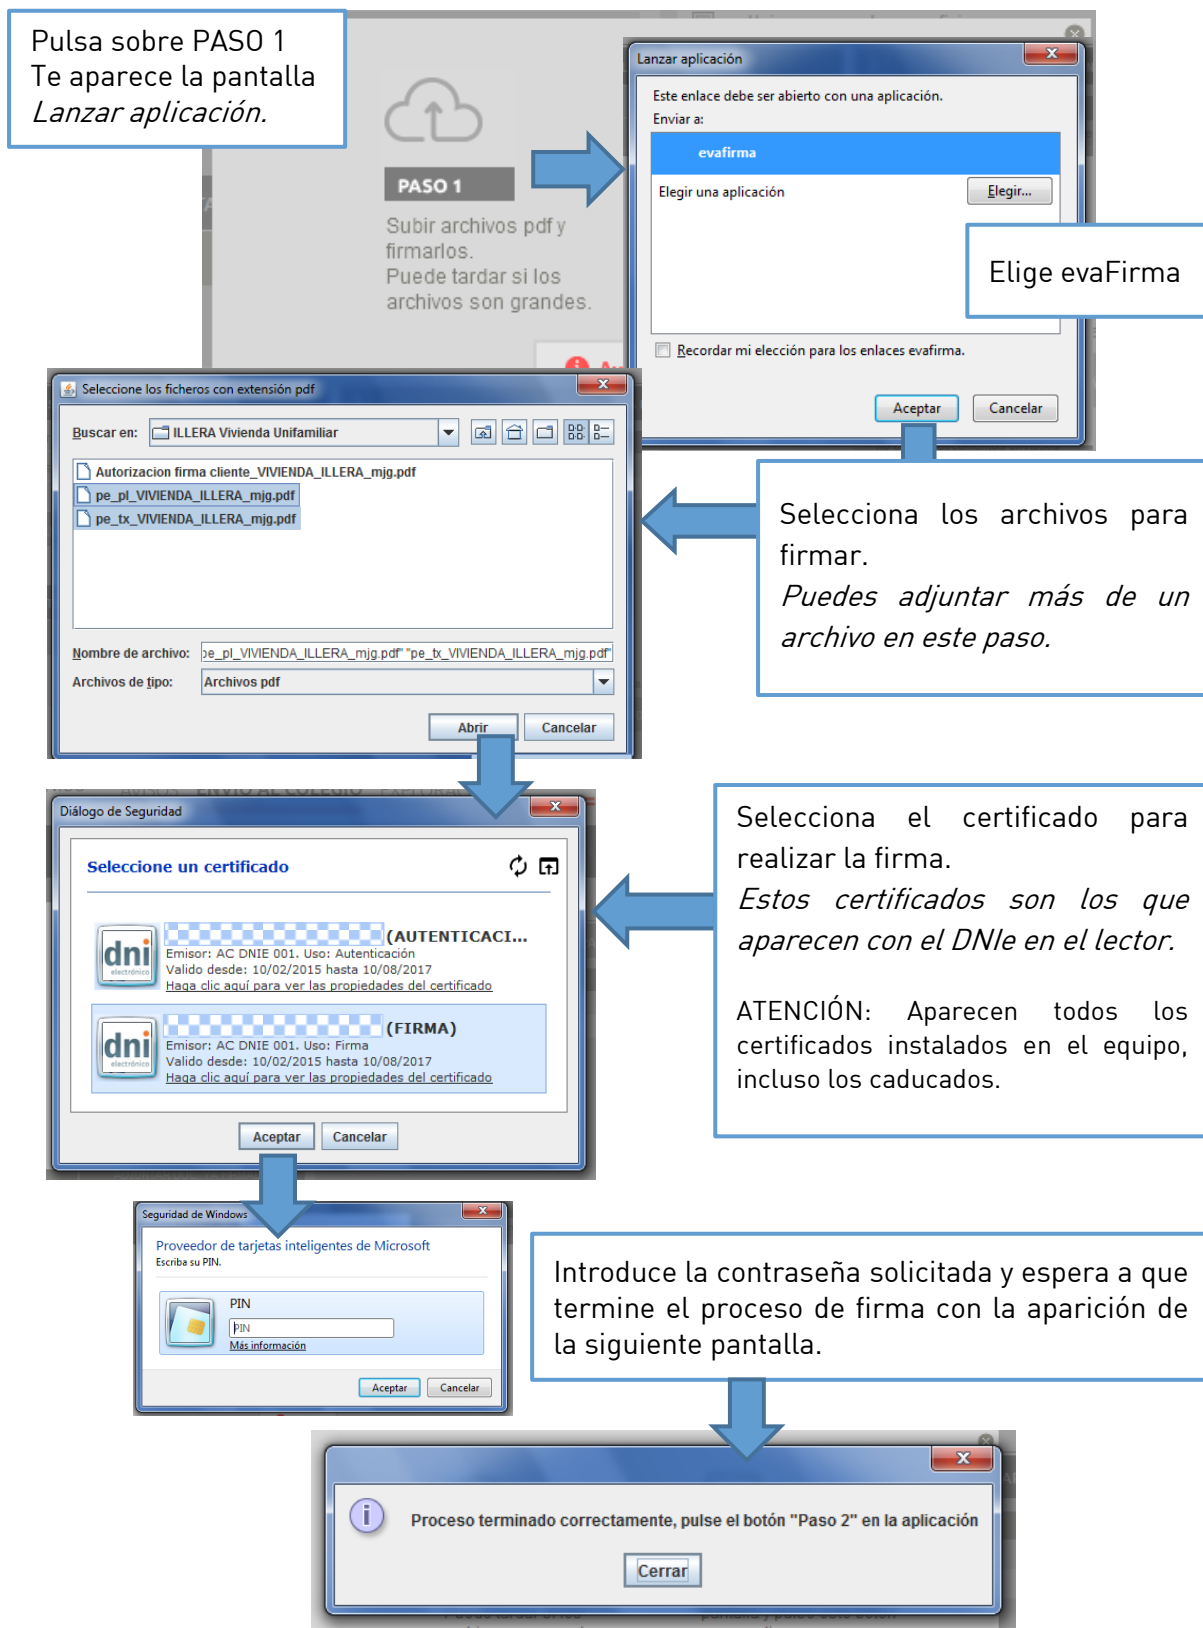 Pulsa sobre PASO 1
Te aparece la pantalla
Lanzar aplicación.
PASO 1
Subir archivos pdf y
firmarlos.
Puede tardar si los
archivos son grandes.
Lanzar aplicación
Este enlace debe ser abierto con una aplicación.
Enviar a:
evafirma
Elegir una aplicación
Elegir...
Elige evaFirma
Recordar mi elección para los enlaces evafirma.
Aceptar
Cancelar
Seleccione los ficheros con extensión pdf
Buscar en:
ILLERA Vivienda Unifamiliar
Autorizacion firma cliente_VIVIENDA_ILLERA_mjg.pdf
pe_pl_VIVIENDA_ILLERA_mjg.pdf
pe_tx_VIVIENDA_ILLERA_mjg.pdf
Nombre de archivo:
pe_pl_VIVIENDA_ILLERA_mjg.pdf" "pe_tx_VIVIENDA_ILLERA_mjg.pdf"
Archivos de tipo:
Archivos pdf
Abrir
Cancelar
Selecciona los archivos para
firmar.
Puedes adjuntar más de un
archivo en este paso.
Diálogo de Seguridad
Seleccione un certificado
dni
electrónico
(AUTENTICACI...
Emisor: AC DNIE 001. Uso: Autenticación
Valido desde: 10/02/2015 hasta 10/08/2017
Haga clic aquí para ver las propiedades del certificado
dni
electrónico
(FIRMA)
Emisor: AC DNIE 001. Uso: Firma
Valido desde: 10/02/2015 hasta 10/08/2017
Haga clic aquí para ver las propiedades del certificado
Aceptar
Cancelar
Selecciona el certificado para
realizar la firma.
Estos certificados son los que
aparecen con el DNIe en el lector.
ATENCIÓN: Aparecen todos los
certificados instalados en el equipo,
incluso los caducados.
Seguridad de Windows
Proveedor de tarjetas inteligentes de Microsoft
Escriba su PIN.
PIN
PIN
Más información
Aceptar
Cancelar
Introduce la contraseña solicitada y espera a que
termine el proceso de firma con la aparición de
la siguiente pantalla.
Proceso terminado correctamente, pulse el botón "Paso 2" en la aplicación
Cerrar